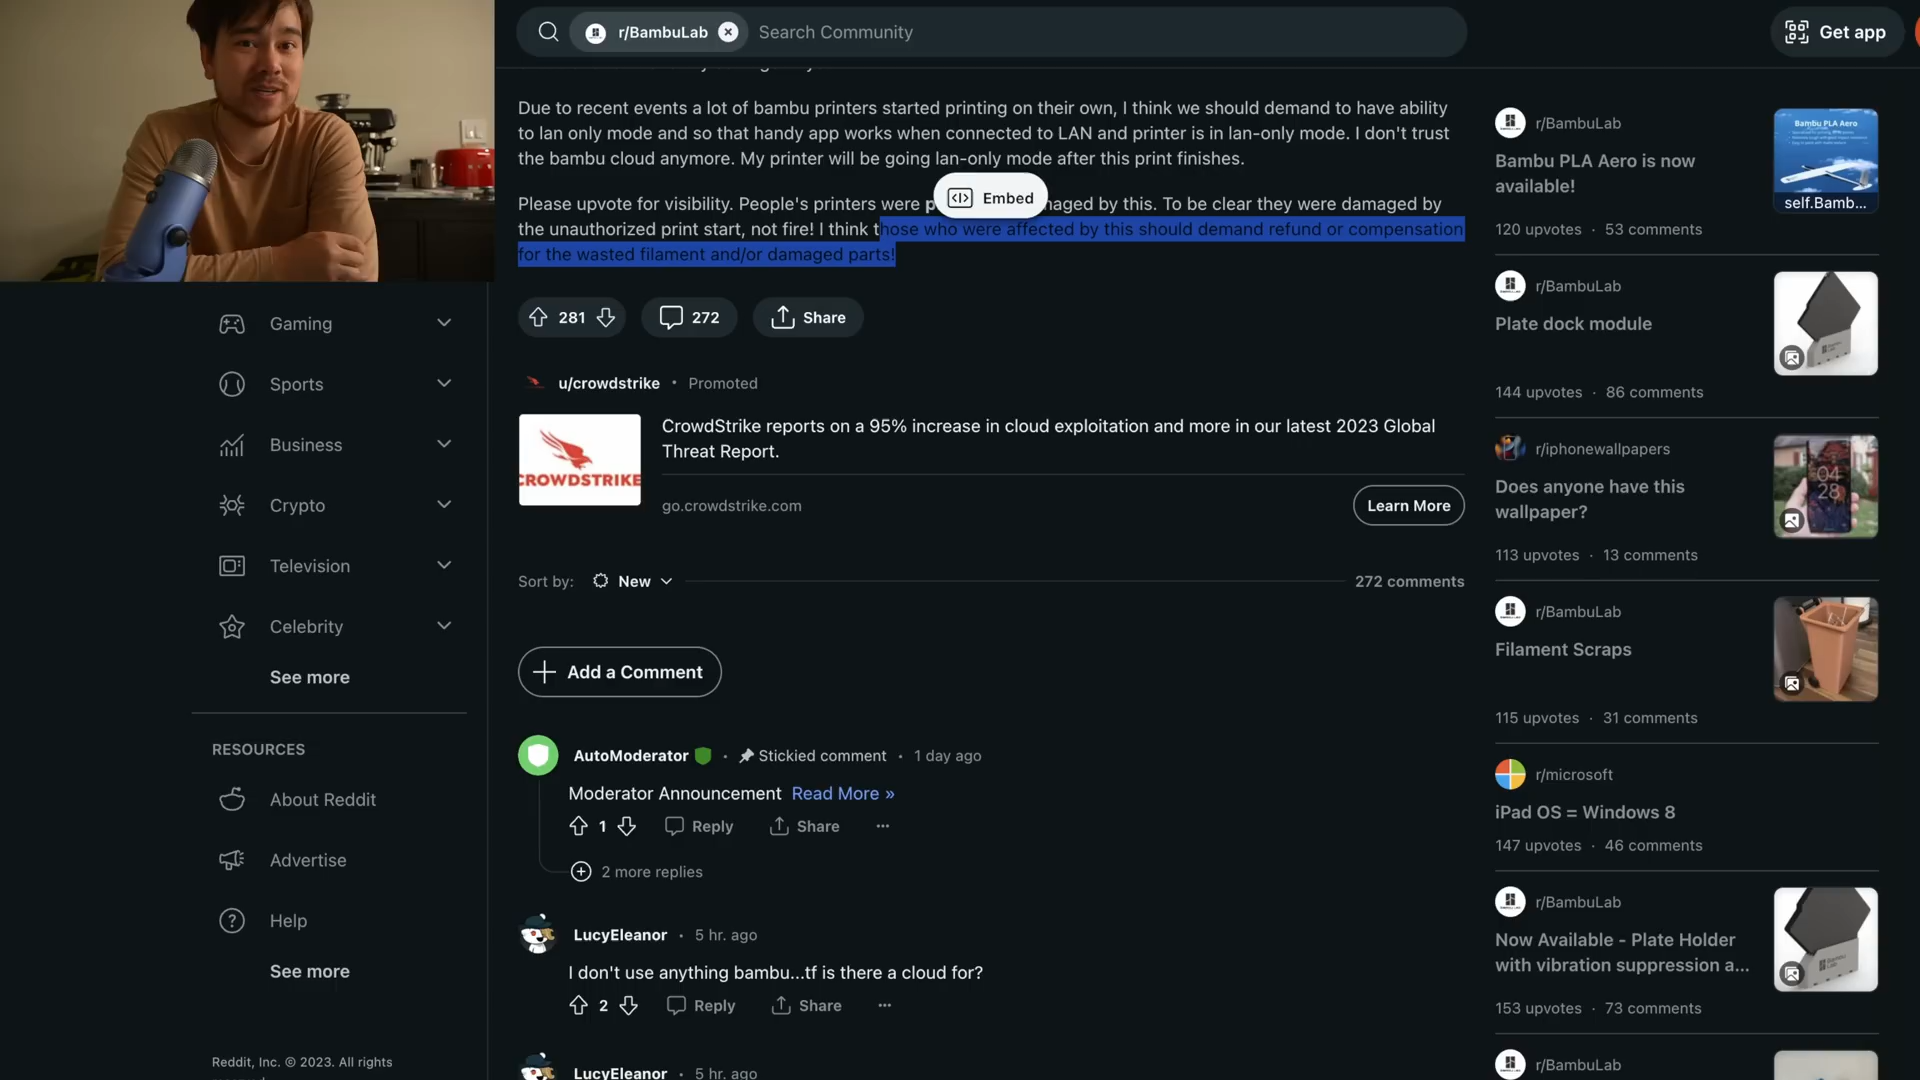 r/BambuLab
Search Community
Get app
Due to recent events a lot of bambu printers started printing on their own, I think we should demand to have ability
to lan only mode and so that handy app works when connected to LAN and printer is in lan-only mode. I don't trust
the bambu cloud anymore. My printer will be going lan-only mode after this print finishes.
Please upvote for visibility. People's printers were
Embed
by this. To be clear they were damaged by
the unauthorized print start, not fire! I think those who were affected by this should demand refund or compensation
for the wasted filament and/or damaged parts!
281
272
Share
u/crowdstrike • Promoted
CROWDSTRIKE
CrowdStrike reports on a 95% increase in cloud exploitation and more in our latest 2023 Global
Threat Report.
go.crowdstrike.com
Learn More
Sort by: New
272 comments
Add a Comment
AutoModerator • Stickied comment • 1 day ago
Moderator Announcement Read More »
1 Reply Share ...
2 more replies
LucyEleanor • 5 hr. ago
I don't use anything bambu...tf is there a cloud for?
2 Reply Share ...
LucyEleanor • 5 hr. ago
Gaming
Sports
Business
Crypto
Television
Celebrity
See more
RESOURCES
About Reddit
Advertise
Help
See more
Reddit, Inc. © 2023. All rights
r/BambuLab
Bambu PLA Aero is now
available!
120 upvotes · 53 comments
Bambu PLA Aero
self.Bamb...
r/BambuLab
Plate dock module
144 upvotes · 86 comments
r/iphonewallpapers
Does anyone have this
wallpaper?
113 upvotes · 13 comments
04
28
r/BambuLab
Filament Scraps
115 upvotes · 31 comments
r/microsoft
iPad OS = Windows 8
147 upvotes · 46 comments
r/BambuLab
Now Available - Plate Holder
with vibration suppression a...
153 upvotes · 73 comments
r/BambuLab